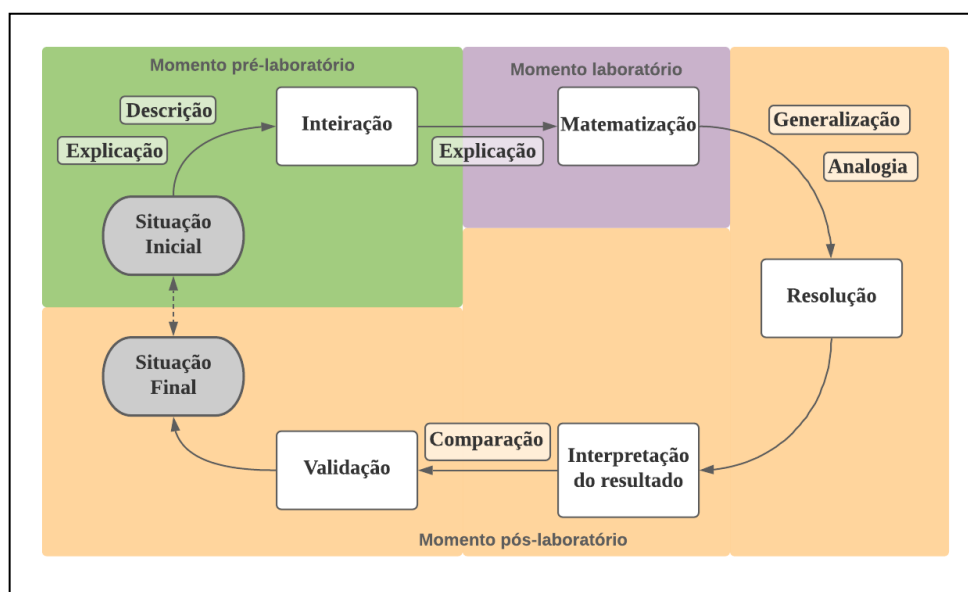 Momento pré-laboratório
Momento laboratório
Descrição
Explicação
Inteiração
Explicação
Matematização
Generalização
Analogia
Situação
Inicial
Resolução
Situação
Final
Validação
Comparação
Interpretação
do resultado
Momento pós-laboratório